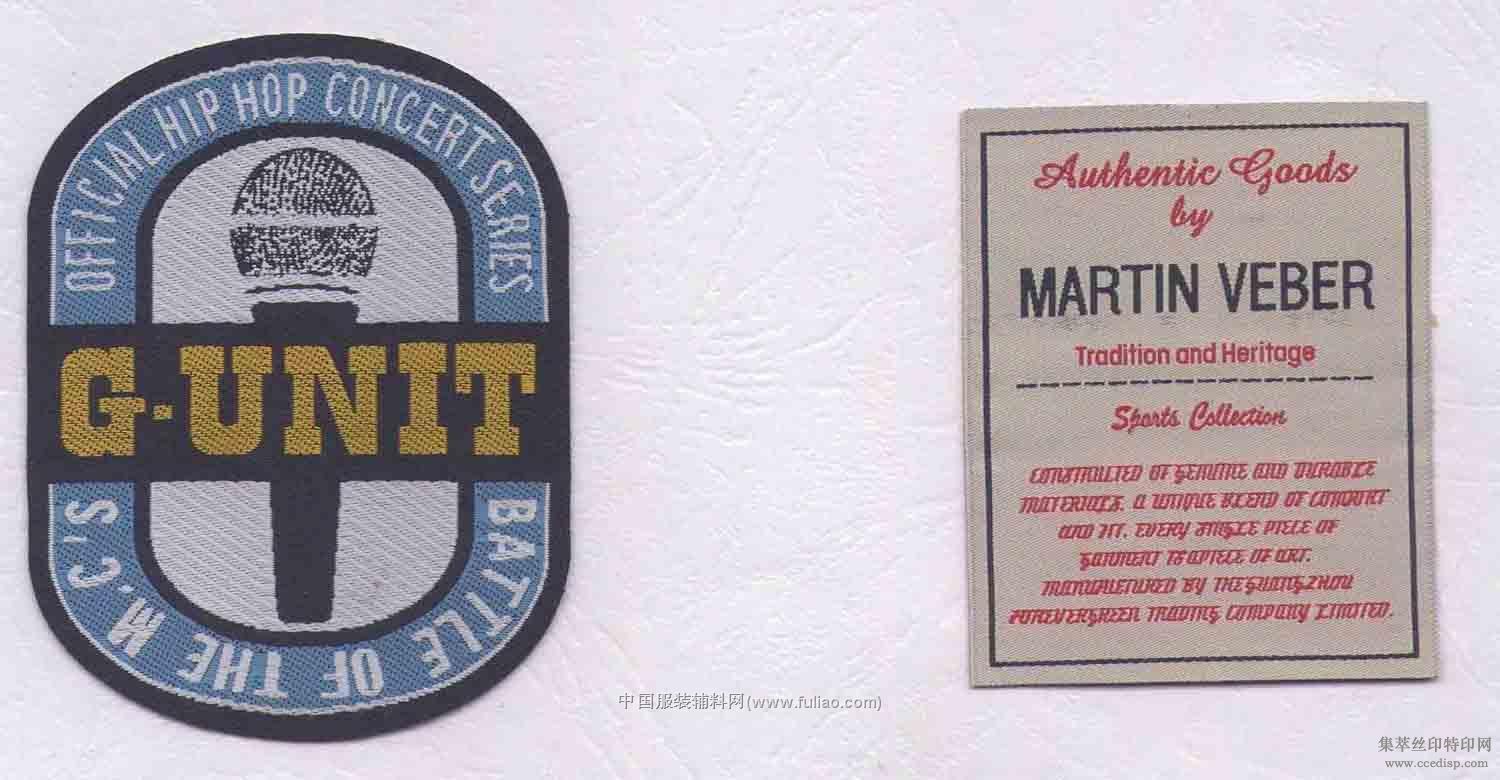 OFFICIAL HIP HOP CONCERT SERIES
G-UNIT
BATTLE OF THE M.C'S
Authentic Goods
by
MARTIN VEBER
Tradition and Heritage
Sports Collection
CONSTRUCTED OF GENUINE AND DURABLE
MATERIALS. A UNIQUE BLEND OF COMFORT
AND FIT. EVERY SINGLE PIECE OF
GARMENT IS APIECE OF ART.
MANUFACTURED BY THE GUANGZHOU
FOREVERGREEN TRADING COMPANY LIMITED.
中国服装辅料网(www.fuliao.com)
集萃丝印特印网
www.ccedisp.com